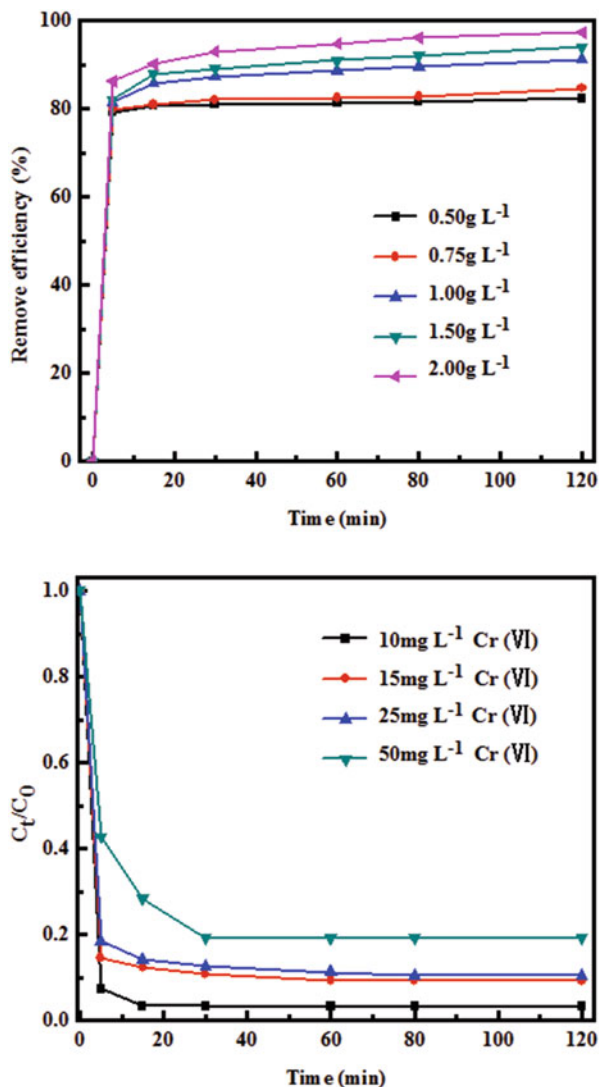 100
80
60
40
20
0
Remove efficiency (%)
0.50g L⁻¹
0.75g L⁻¹
1.00g L⁻¹
1.50g L⁻¹
2.00g L⁻¹
0 20 40 60 80 100 120
Time (min)
1.0
0.8
0.6
0.4
0.2
0.0
Cₜ/C₀
10mg L⁻¹ Cr (Ⅵ)
15mg L⁻¹ Cr (Ⅵ)
25mg L⁻¹ Cr (Ⅵ)
50mg L⁻¹ Cr (Ⅵ)
0 20 40 60 80 100 120
Time (min)